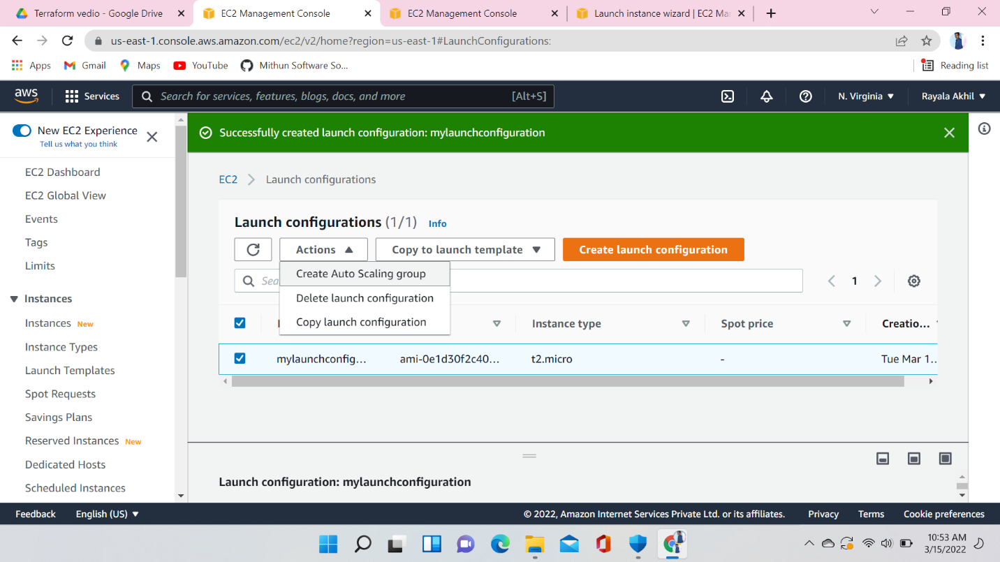 Terraform vedio - Google Drive
EC2 Management Console
EC2 Management Console
Launch instance wizard | EC2 Mar
us-east-1.console.aws.amazon.com/ec2/v2/home?region=us-east-1#LaunchConfigurations:
Apps
Gmail
Maps
YouTube
Mithun Software So...
Reading list
aws
Services
Search for services, features, blogs, docs, and more
[Alt+S]
N. Virginia
Rayala Akhil
New EC2 Experience
Tell us what you think
EC2 Dashboard
EC2 Global View
Events
Tags
Limits
Instances
Instances New
Instance Types
Launch Templates
Spot Requests
Savings Plans
Reserved Instances New
Dedicated Hosts
Scheduled Instances
Successfully created launch configuration: mylaunchconfiguration
EC2
Launch configurations
Launch configurations (1/1) Info
Actions
Copy to launch template
Create launch configuration
Create Auto Scaling group
Delete launch configuration
Copy launch configuration
1
Instance type
Spot price
Creatio...
mylaunchconfig...
ami-0e1d30f2c40...
t2.micro
-
Tue Mar 1...
Launch configuration: mylaunchconfiguration
Feedback
English (US)
© 2022, Amazon Internet Services Private Ltd. or its affiliates.
Privacy
Terms
Cookie preferences
10:53 AM
3/15/2022